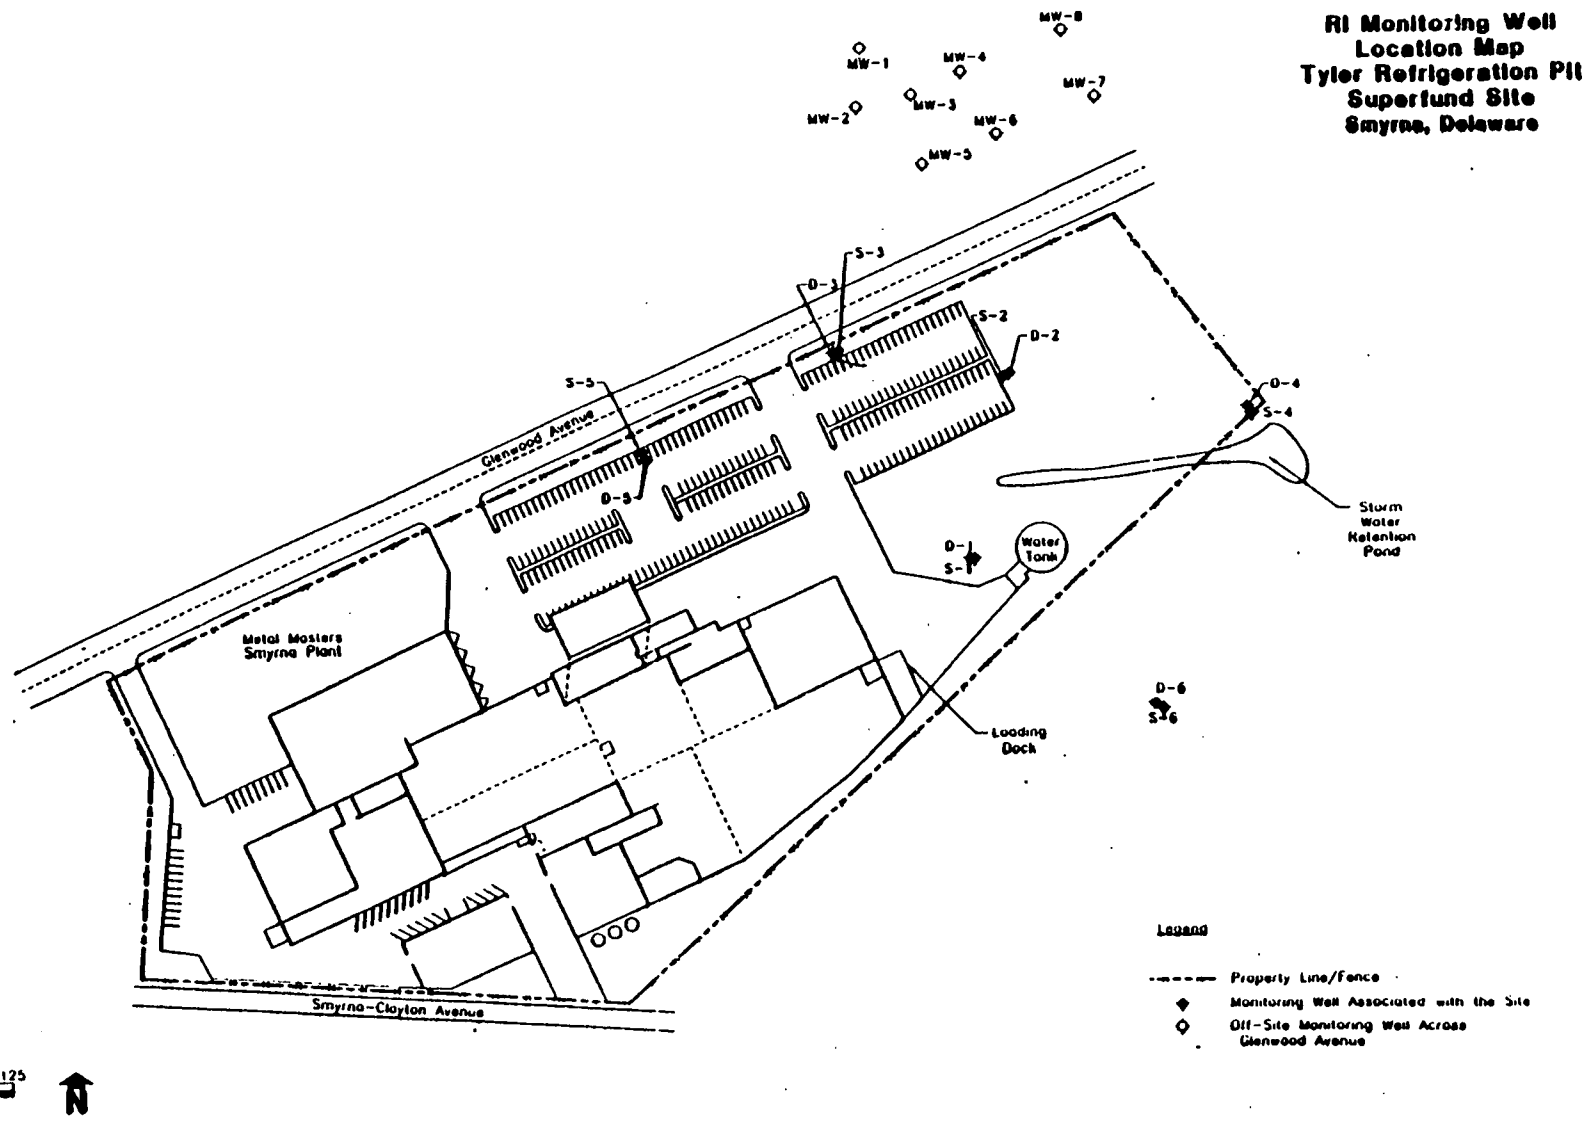 RI Monitoring Well
Location Map
Tyler Refrigeration Pit
Superfund Site
Smyrna, Delaware
MW-8
MW-1
MW-4
MW-7
MW-3
MW-2
MW-6
MW-5
S-3
D-3
S-2
D-2
S-5
D-4
S-4
Glenwood Avenue
D-5
Storm
Water
Retention
Pond
D-1
S-1
Water
Tank
Metal Masters
Smyrna Plant
D-6
S-6
Loading
Dock
Legend
Property Line/Fence
Monitoring Well Associated with the Site
Off-Site Monitoring Well Across
Glenwood Avenue
Smyrna-Clayton Avenue
125
N